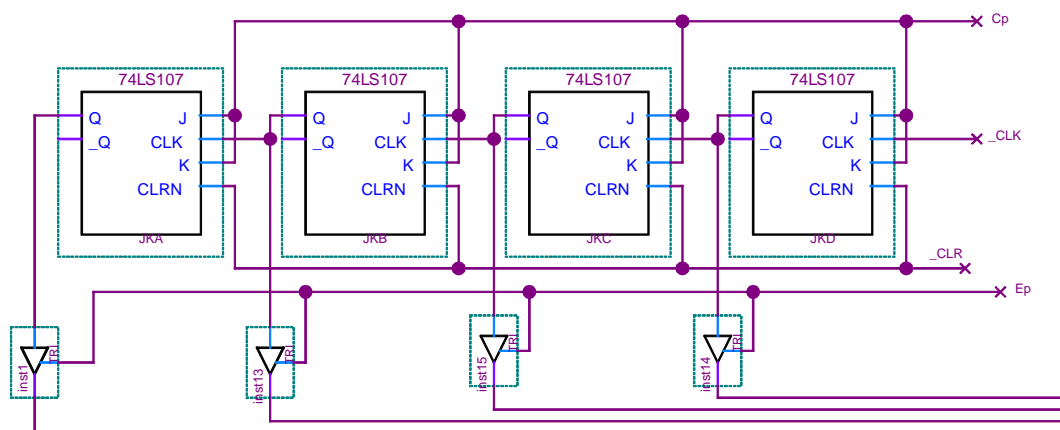 Cp
74LS107 74LS107 74LS107 74LS107
Q J Q J Q J Q J
_Q CLK _Q CLK _Q CLK _Q CLK _CLK
K K K K
CLRN CLRN CLRN CLRN
JKA JKB JKC JKD
_CLR
Ep
TRI TRI TRI TRI
inst1 inst13 inst15 inst14